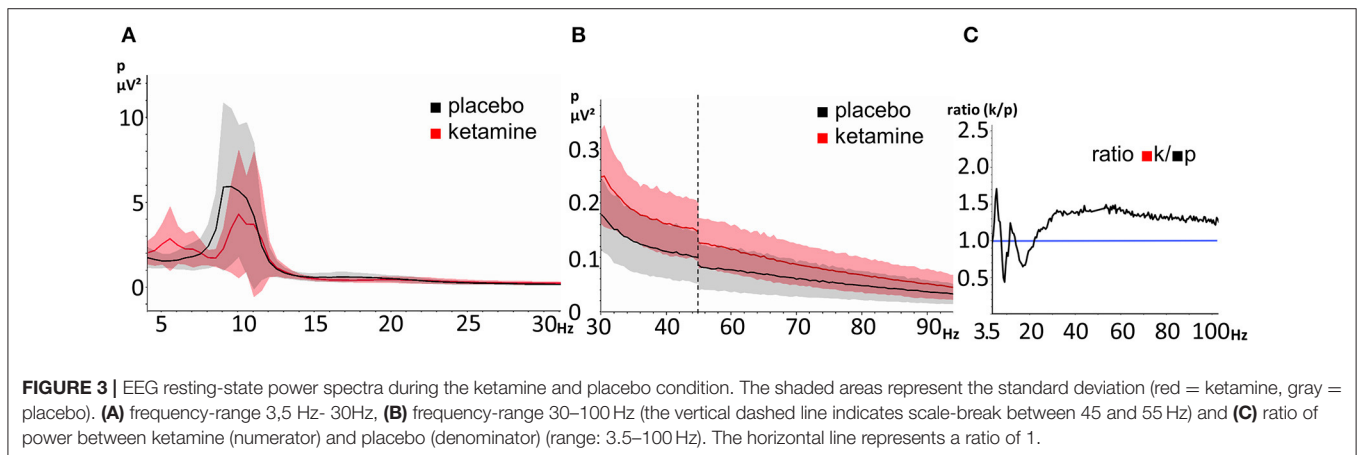 A
B
C
p
µV²
10
5
0
placebo
ketamine
5
10
15
20
25
30Hz
p
µV²
0.3
0.2
0.1
0
placebo
ketamine
30
40
60
70
80
90Hz
ratio (k/p)
2.5
2.0
1.5
1.0
0.5
ratio k/p
3.5
20
40
60
80
100Hz
FIGURE 3 | EEG resting-state power spectra during the ketamine and placebo condition. The shaded areas represent the standard deviation (red = ketamine, gray =
placebo). (A) frequency-range 3,5 Hz- 30Hz, (B) frequency-range 30–100 Hz (the vertical dashed line indicates scale-break between 45 and 55 Hz) and (C) ratio of
power between ketamine (numerator) and placebo (denominator) (range: 3.5–100 Hz). The horizontal line represents a ratio of 1.